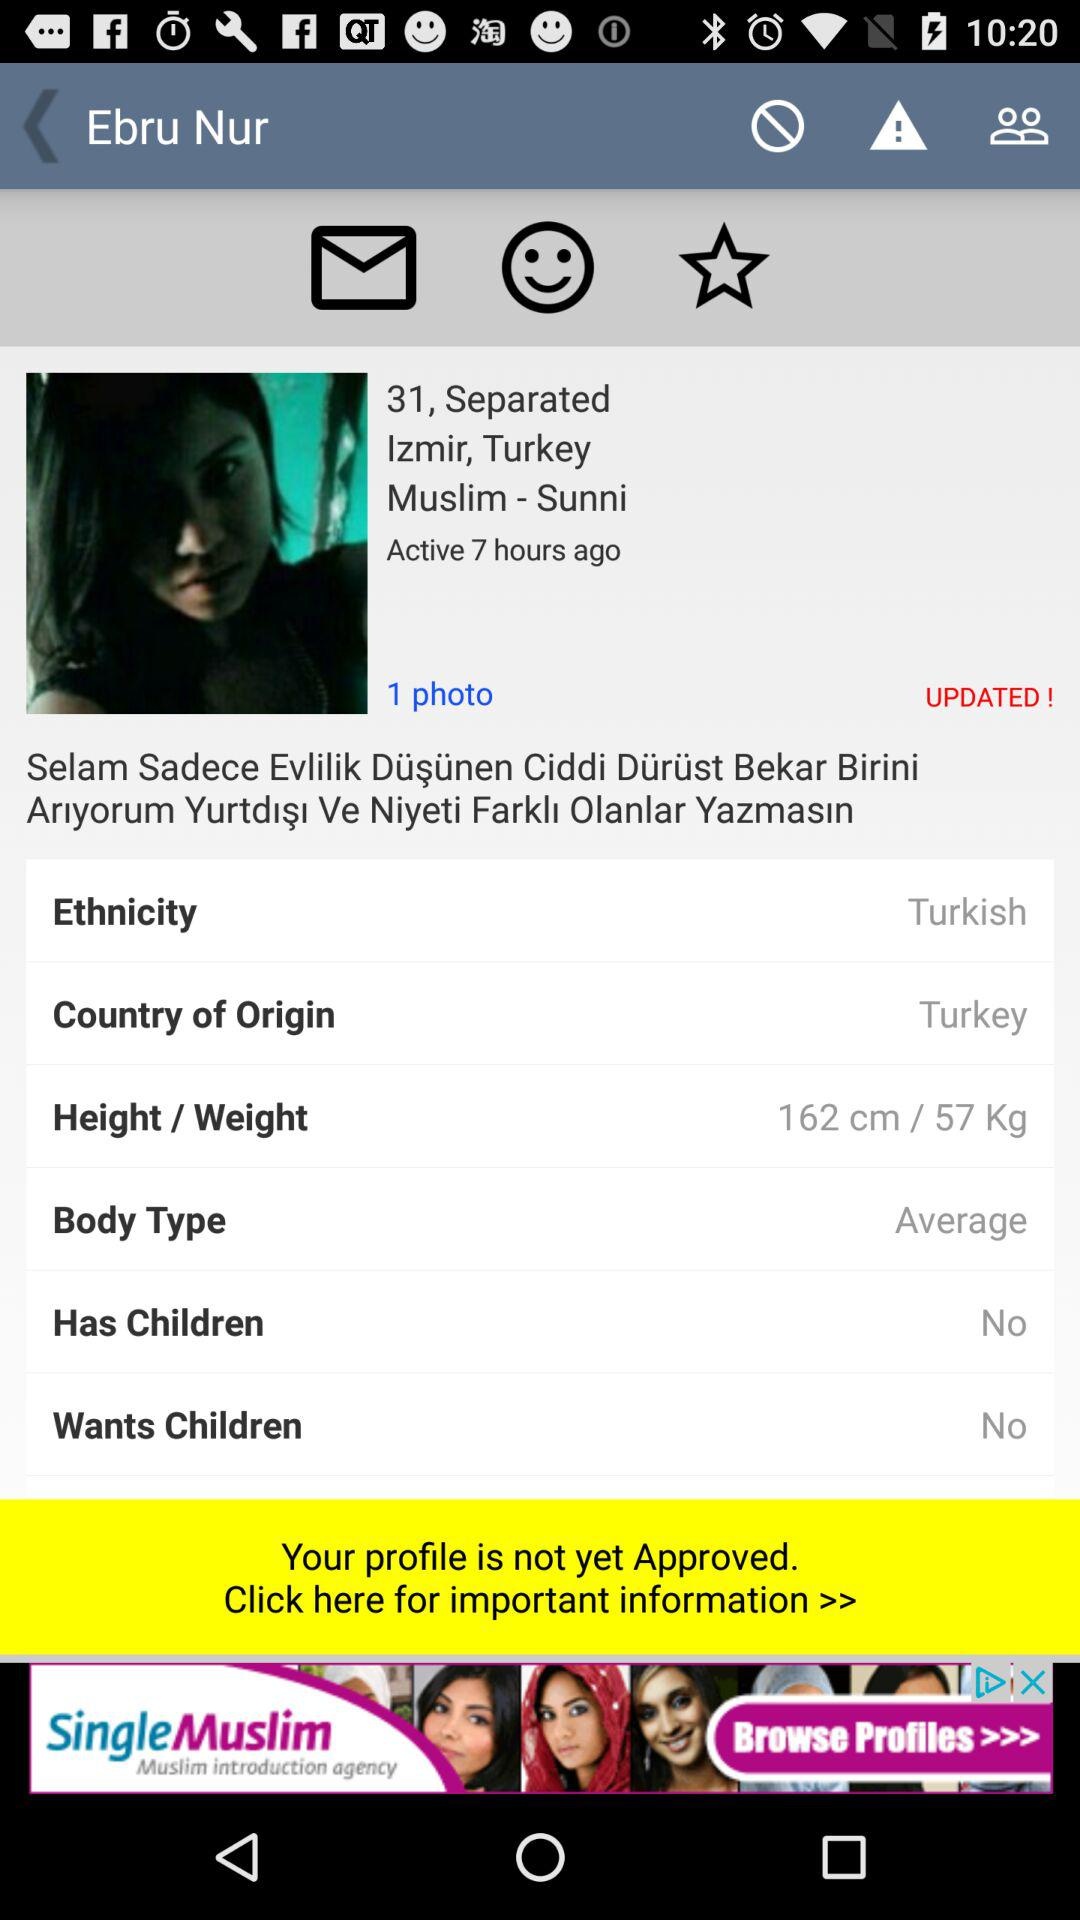 10:20
Ebru Nur
31, Separated
Izmir, Turkey
Muslim - Sunni
Active 7 hours ago
1 photo
UPDATED !
Selam Sadece Evlilik Düşünen Ciddi Dürüst Bekar Birini
Arıyorum Yurtdışı Ve Niyeti Farklı Olanlar Yazmasın
Ethnicity Turkish
Country of Origin Turkey
Height / Weight 162 cm / 57 Kg
Body Type Average
Has Children No
Wants Children No
Your profile is not yet Approved.
Click here for important information >>
SingleMuslim
Muslim introduction agency
Browse Profiles >>>